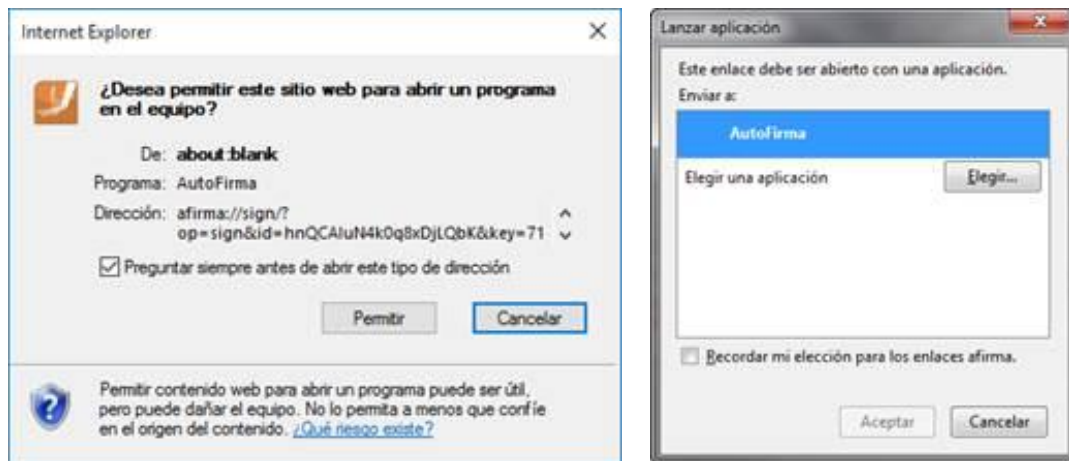 Internet Explorer
¿Desea permitir este sitio web para abrir un programa
en el equipo?
De: about:blank
Programa: AutoFirma
Dirección: afirma://sign/?
op=sign&id=hnQCAIuN4k0q8xDjLQbK&key=71
Preguntar siempre antes de abrir este tipo de dirección
Permitir Cancelar
Permitir contenido web para abrir un programa puede ser útil,
pero puede dañar el equipo. No lo permita a menos que confíe
en el origen del contenido. ¿Qué riesgo existe?
Lanzar aplicación
Este enlace debe ser abierto con una aplicación.
Enviar a:
AutoFirma
Elegir una aplicación Elegir...
Recordar mi elección para los enlaces afirma.
Aceptar Cancelar